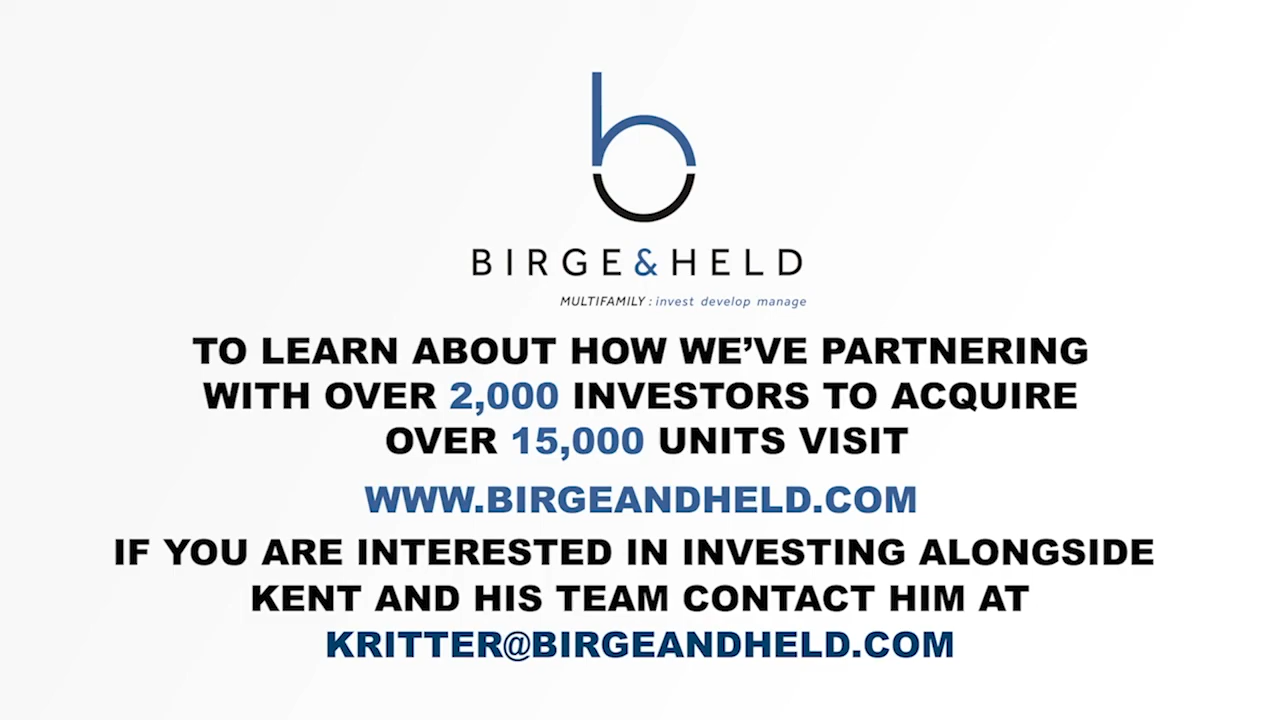 b
BIRGE&HELD
MULTIFAMILY : invest develop manage
TO LEARN ABOUT HOW WE’VE PARTNERING
WITH OVER 2,000 INVESTORS TO ACQUIRE
OVER 15,000 UNITS VISIT
WWW.BIRGEANDHELD.COM
IF YOU ARE INTERESTED IN INVESTING ALONGSIDE
KENT AND HIS TEAM CONTACT HIM AT
KRITTER@BIRGEANDHELD.COM